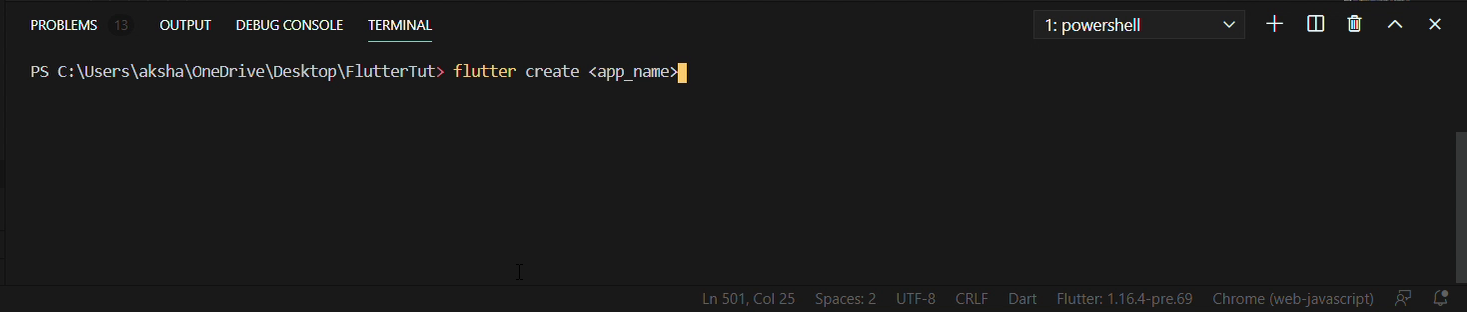 PROBLEMS 13 OUTPUT DEBUG CONSOLE TERMINAL 1: powershell
PS C:\Users\aksha\OneDrive\Desktop\FlutterTut> flutter create <app_name>
Ln 501, Col 25 Spaces: 2 UTF-8 CRLF Dart Flutter: 1.16.4-pre.69 Chrome (web-javascript)